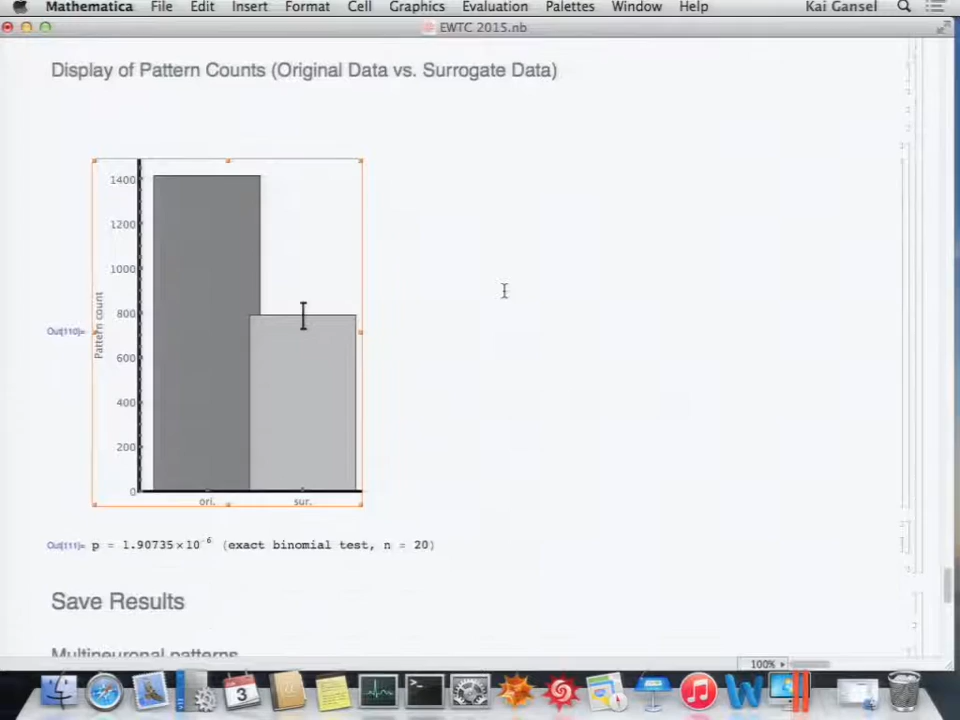 Mathematica File Edit Insert Format Cell Graphics Evaluation Palettes Window Help Kai Gansel
EWTC 2015.nb
Display of Pattern Counts (Original Data vs. Surrogate Data)
1400
1200
1000
800
600
400
200
0
Pattern count
Out[110]=
ori. sur.
Out[111]= p = 1.90735×10⁻⁶ (exact binomial test, n = 20)
Save Results
Multineuronal patterns
100%
3